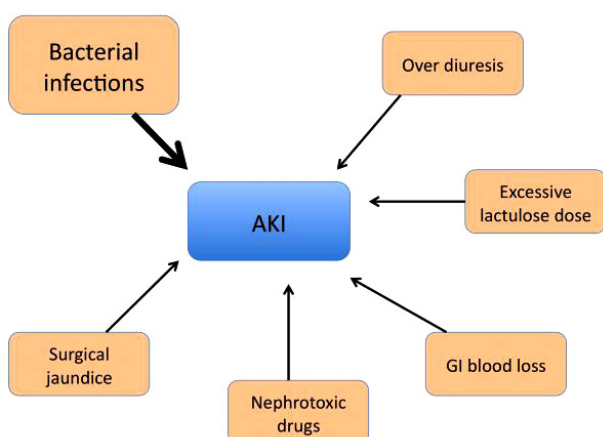 Bacterial
infections
Over diuresis
Excessive
lactulose dose
AKI
Surgical
jaundice
GI blood loss
Nephrotoxic
drugs